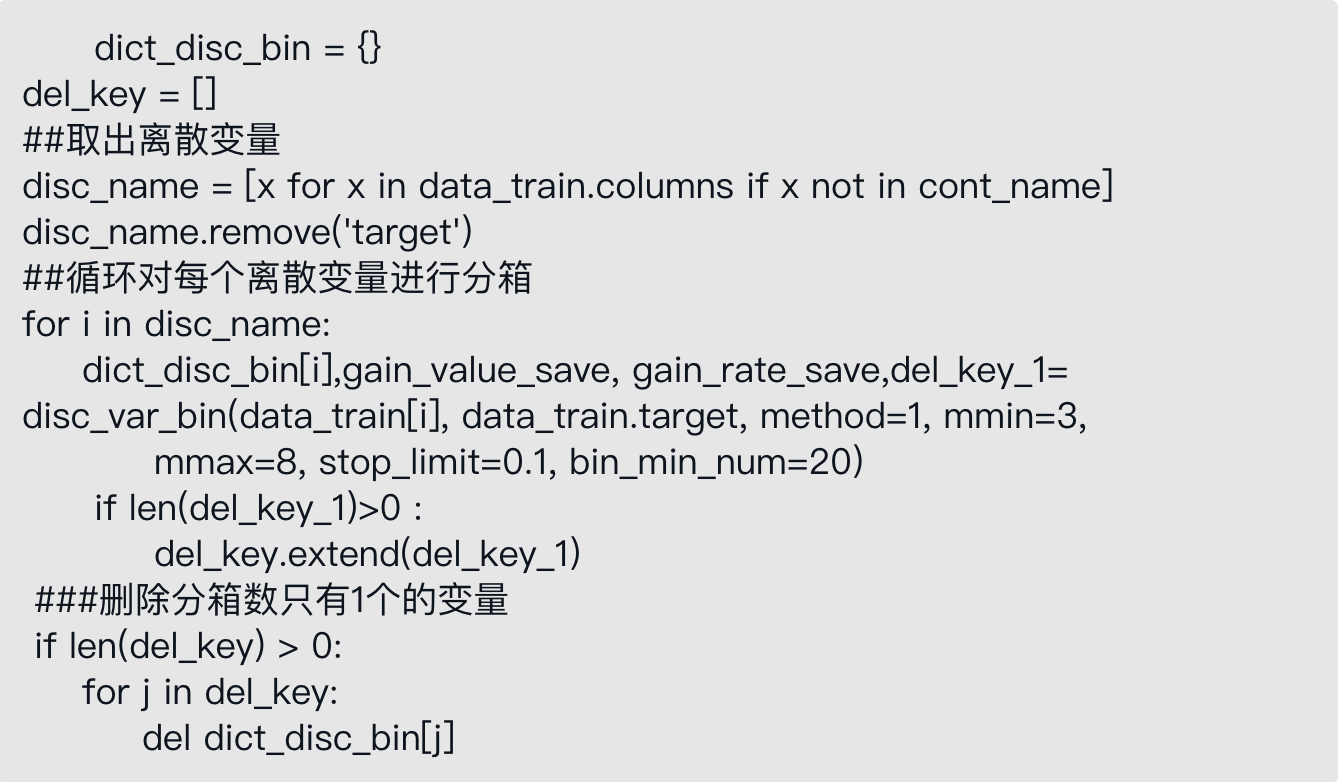 dict_disc_bin = {}
del_key = []
##取出离散变量
disc_name = [x for x in data_train.columns if x not in cont_name]
disc_name.remove('target')
##循环对每个离散变量进行分箱
for i in disc_name:
dict_disc_bin[i],gain_value_save, gain_rate_save,del_key_1=
disc_var_bin(data_train[i], data_train.target, method=1, mmin=3,
mmax=8, stop_limit=0.1, bin_min_num=20)
if len(del_key_1)>0 :
del_key.extend(del_key_1)
###删除分箱数只有1个的变量
if len(del_key) > 0:
for j in del_key:
del dict_disc_bin[j]